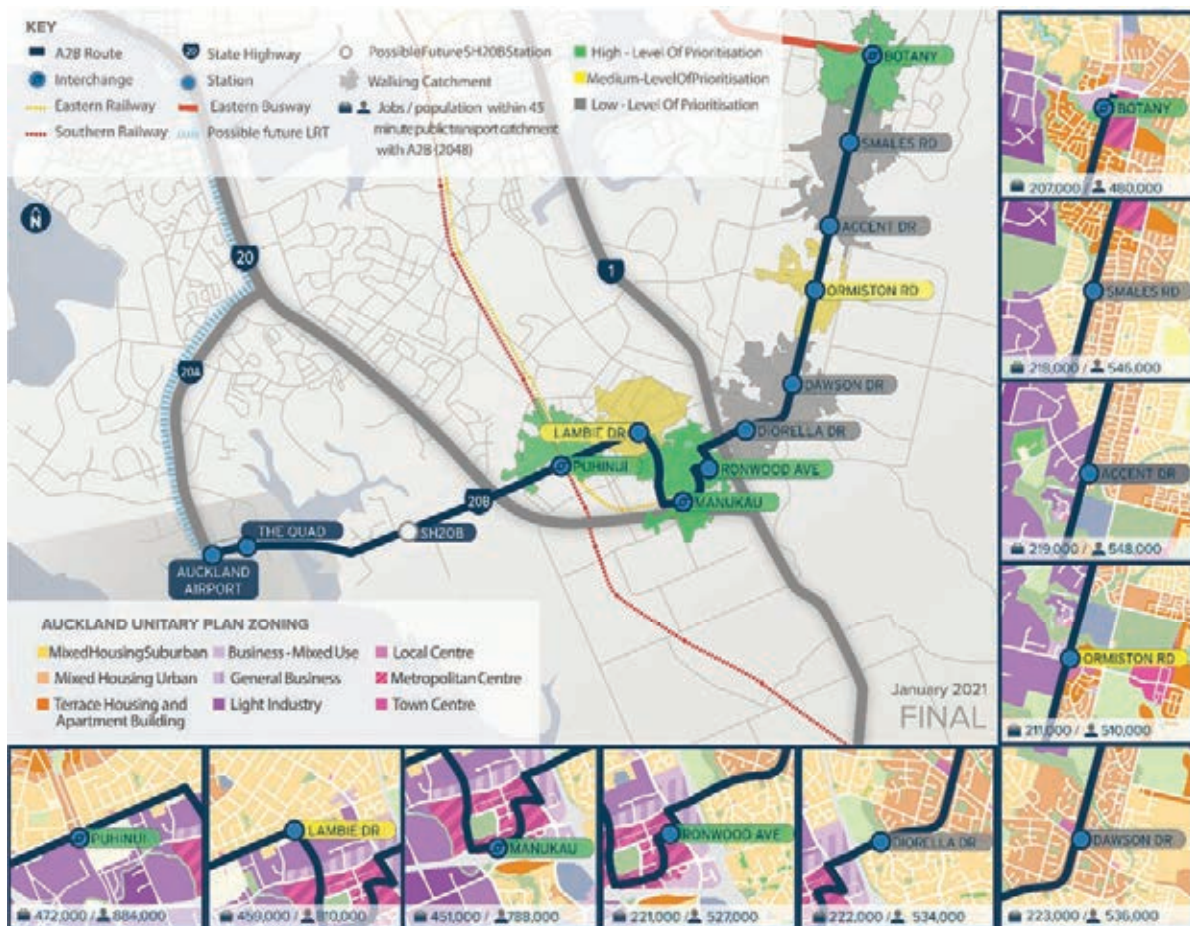 KEY
A2B Route
Interchange
Eastern Railway
Southern Railway
20
State Highway
Station
Eastern Busway
Possible future LRT
PossibleFutureSH20BStation
Walking Catchment
Jobs / population within 45
minute public transport catchment
with A2B (2048)
High - Level Of Prioritisation
Medium-LevelOfPrioritisation
Low - Level Of Prioritisation
N
BOTANY
SMALES RD
ACCENT DR
ORMISTON RD
DAWSON DR
DIORELLA DR
RONWOOD AVE
MANUKAU
LAMBIE DR
PUHINUI
20B
SH20B
THE QUAD
AUCKLAND
AIRPORT
20
20A
1
AUCKLAND UNITARY PLAN ZONING
MixedHousingSuburban
Mixed Housing Urban
Terrace Housing and
Apartment Building
Business - Mixed Use
General Business
Light Industry
Local Centre
Metropolitan Centre
Town Centre
January 2021
FINAL
BOTANY
207,000 / 480,000
SMALES RD
218,000 / 546,000
ACCENT DR
219,000 / 548,000
ORMISTON RD
211,000 / 510,000
PUHINUI
472,000 / 884,000
LAMBIE DR
459,000 / 810,000
MANUKAU
451,000 / 788,000
RONWOOD AVE
221,000 / 527,000
DIORELLA DR
222,000 / 534,000
DAWSON DR
223,000 / 536,000